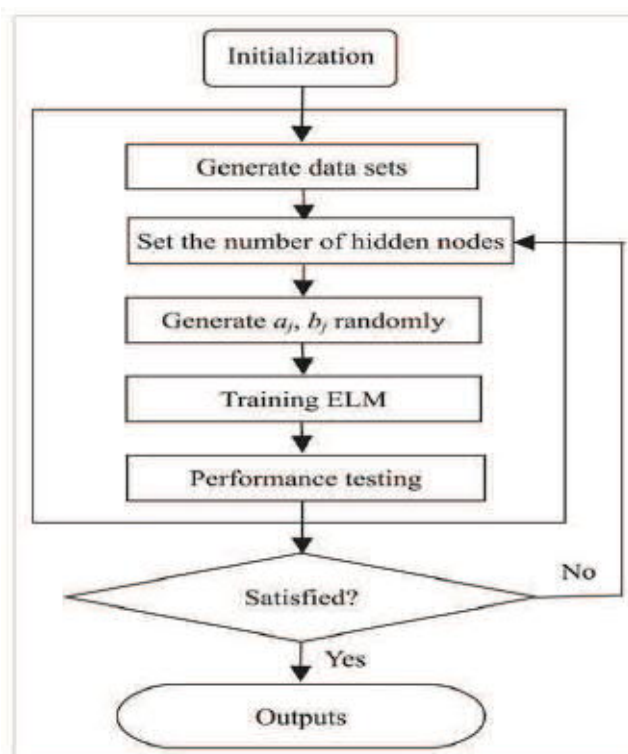 Initialization
Generate data sets
Set the number of hidden nodes
Generate aⱼ, bⱼ randomly
Training ELM
Performance testing
Satisfied?
No
Yes
Outputs